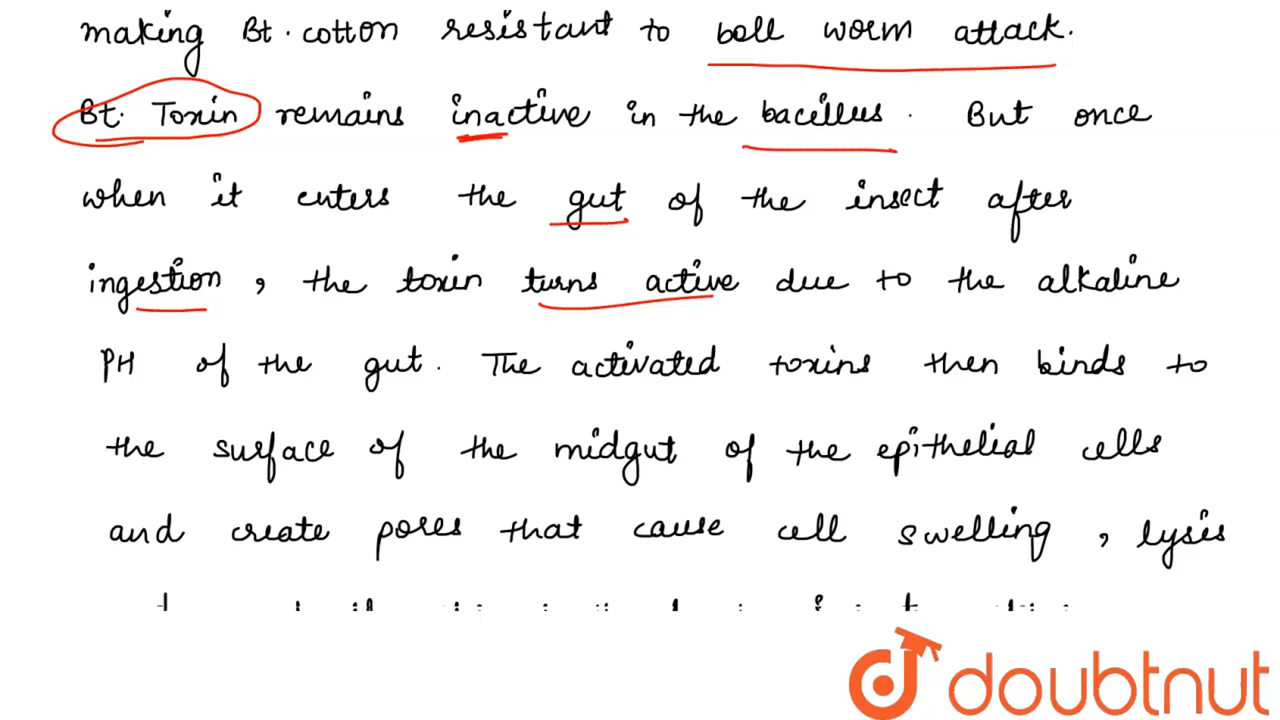 making Bt. cotton resistant to boll worm attack.
Bt. Toxin remains inactive in the bacillus. But once
when it enters the gut of the insect after
ingestion, the toxin turns active due to the alkaline
PH of the gut. The activated toxins then binds to
the surface of the midgut of the epithelial cells
and create pores that cause cell swelling, lysis
doubtnut